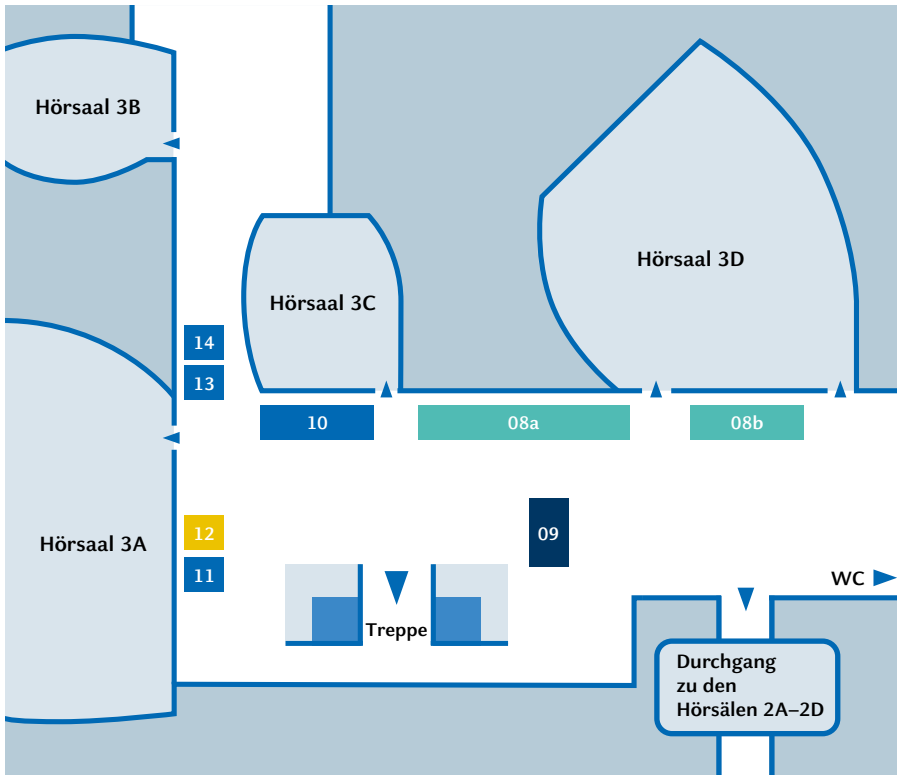 Hörsaal 3B
Hörsaal 3D
Hörsaal 3C
14
13
10
08a
08b
12
09
Hörsaal 3A
11
WC
Treppe
Durchgang
zu den
Hörsälen 2A–2D